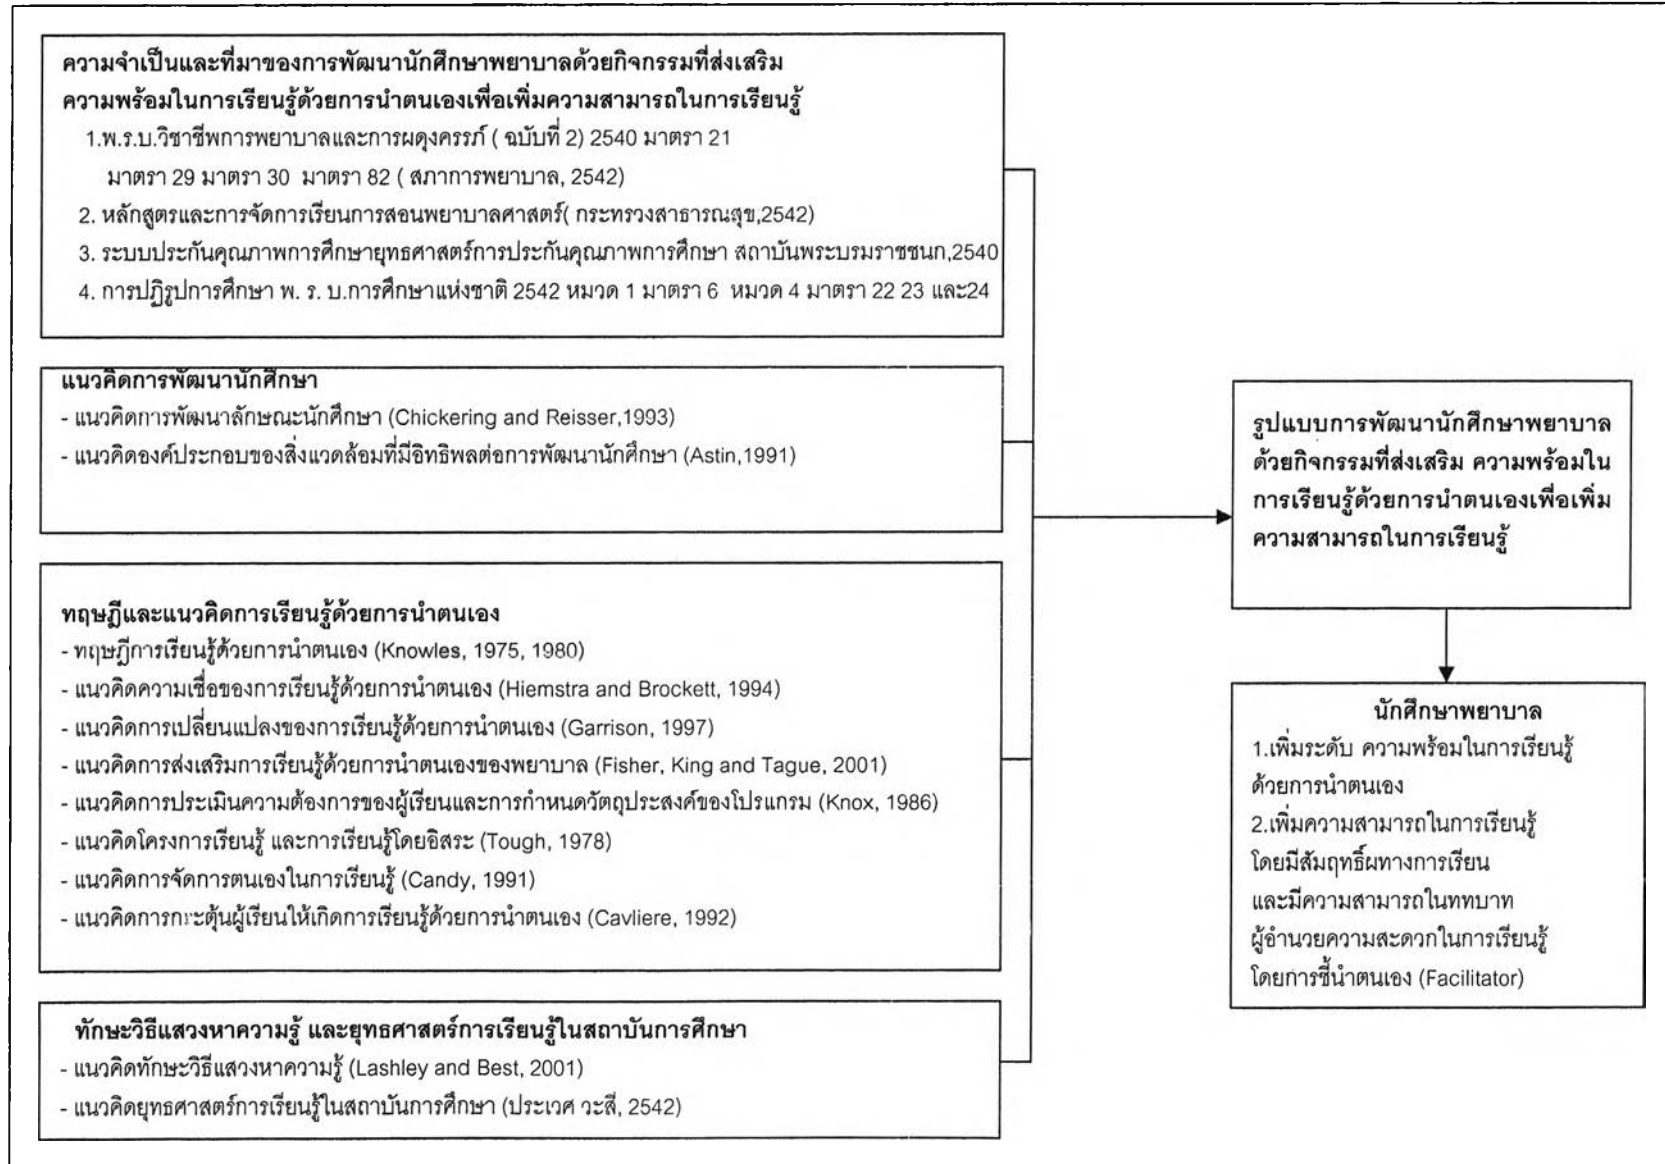 ความจำเป็นและที่มาของการพัฒนานักศึกษาพยาบาลด้วยกิจกรรมที่ส่งเสริม
ความพร้อมในการเรียนรู้ด้วยการนำตนเองเพื่อเพิ่มความสามารถในการเรียนรู้
1.พ.ร.บ.วิชาชีพการพยาบาลและการผดุงครรภ์ ( ฉบับที่ 2) 2540 มาตรา 21
มาตรา 29 มาตรา 30 มาตรา 82 ( สภาการพยาบาล, 2542)
2. หลักสูตรและการจัดการเรียนการสอนพยาบาลศาสตร์( กระทรวงสาธารณสุข,2542)
3. ระบบประกันคุณภาพการศึกษายุทธศาสตร์การประกันคุณภาพการศึกษา สถาบันพระบรมราชชนก,2540
4. การปฏิรูปการศึกษา พ. ร. บ.การศึกษาแห่งชาติ 2542 หมวด 1 มาตรา 6 หมวด 4 มาตรา 22 23 และ24
แนวคิดการพัฒนานักศึกษา
- แนวคิดการพัฒนาลักษณะนักศึกษา (Chickering and Reisser,1993)
- แนวคิดองค์ประกอบของสิ่งแวดล้อมที่มีอิทธิพลต่อการพัฒนานักศึกษา (Astin,1991)
ทฤษฎีและแนวคิดการเรียนรู้ด้วยการนำตนเอง
- ทฤษฎีการเรียนรู้ด้วยการนำตนเอง (Knowles, 1975, 1980)
- แนวคิดความเชื่อของการเรียนรู้ด้วยการนำตนเอง (Hiemstra and Brockett, 1994)
- แนวคิดการเปลี่ยนแปลงของการเรียนรู้ด้วยการนำตนเอง (Garrison, 1997)
- แนวคิดการส่งเสริมการเรียนรู้ด้วยการนำตนเองของพยาบาล (Fisher, King and Tague, 2001)
- แนวคิดการประเมินความต้องการของผู้เรียนและการกำหนดวัตถุประสงค์ของโปรแกรม (Knox, 1986)
- แนวคิดโครงการเรียนรู้ และการเรียนรู้โดยอิสระ (Tough, 1978)
- แนวคิดการจัดการตนเองในการเรียนรู้ (Candy, 1991)
- แนวคิดการกระตุ้นผู้เรียนให้เกิดการเรียนรู้ด้วยการนำตนเอง (Cavliere, 1992)
ทักษะวิธีแสวงหาความรู้ และยุทธศาสตร์การเรียนรู้ในสถาบันการศึกษา
- แนวคิดทักษะวิธีแสวงหาความรู้ (Lashley and Best, 2001)
- แนวคิดยุทธศาสตร์การเรียนรู้ในสถาบันการศึกษา (ประเวศ วะสี, 2542)
รูปแบบการพัฒนานักศึกษาพยาบาล
ด้วยกิจกรรมที่ส่งเสริม ความพร้อมใน
การเรียนรู้ด้วยการนำตนเองเพื่อเพิ่ม
ความสามารถในการเรียนรู้
นักศึกษาพยาบาล
1.เพิ่มระดับ ความพร้อมในการเรียนรู้
ด้วยการนำตนเอง
2.เพิ่มความสามารถในการเรียนรู้
โดยมีสัมฤทธิ์ผทางการเรียน
และมีความสามารถในททบาท
ผู้อำนวยความสะดวกในการเรียนรู้
โดยการชี้นำตนเอง (Facilitator)